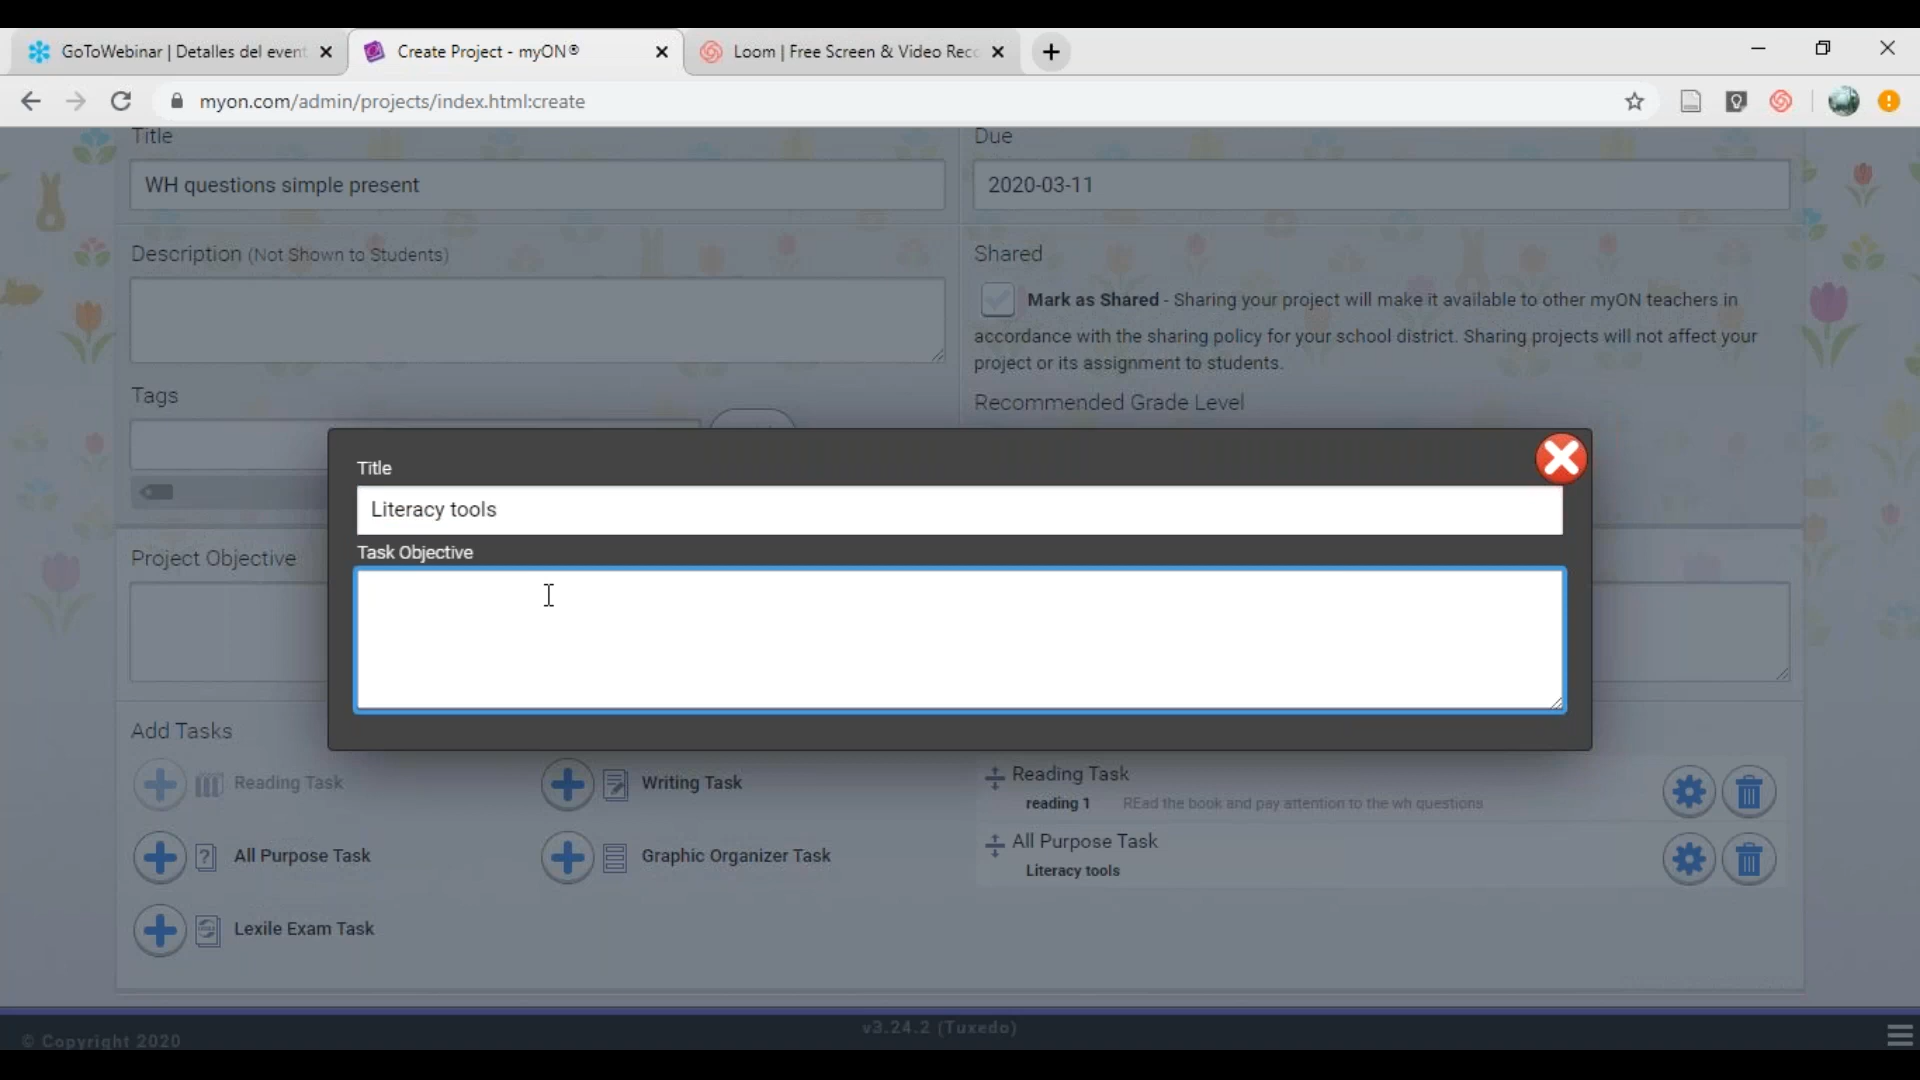 GoToWebinar | Detalles del event
Create Project - myON®
Loom | Free Screen & Video Rec
myon.com/admin/projects/index.html:create
Title
Due
WH questions simple present
2020-03-11
Description (Not Shown to Students)
Shared
Mark as Shared - Sharing your project will make it available to other myON teachers in
accordance with the sharing policy for your school district. Sharing projects will not affect your
project or its assignment to students.
Tags
Recommended Grade Level
Title
Literacy tools
Task Objective
Project Objective
Add Tasks
Reading Task
Writing Task
All Purpose Task
Graphic Organizer Task
Lexile Exam Task
Reading Task
reading 1 REad the book and pay attention to the wh questions
All Purpose Task
Literacy tools
v3.24.2 (Tuxedo)
© Copyright 2020